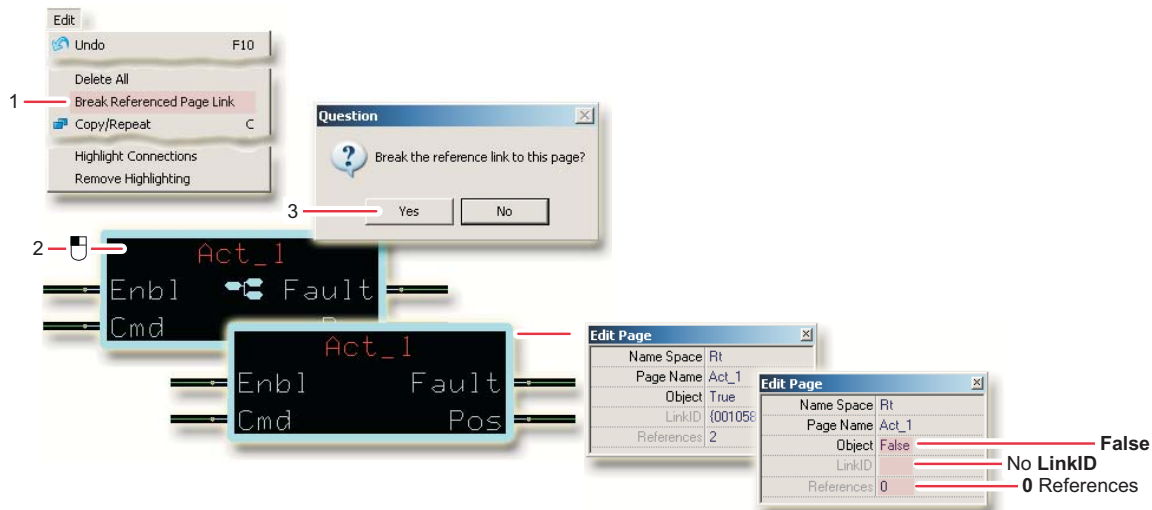 Edit
Undo F10
Delete All
1
Break Referenced Page Link
Copy/Repeat C
Highlight Connections
Remove Highlighting
Question
Break the reference link to this page?
3
Yes No
2
Act_1
Enbl Fault
Cmd
Act_1
Enbl Fault
Cmd Pos
Edit Page
Name Space Rt
Page Name Act_1
Object True
LinkID {001058
References 2
Edit Page
Name Space Rt
Page Name Act_1
Object False
False
LinkID
No LinkID
References 0
0 References